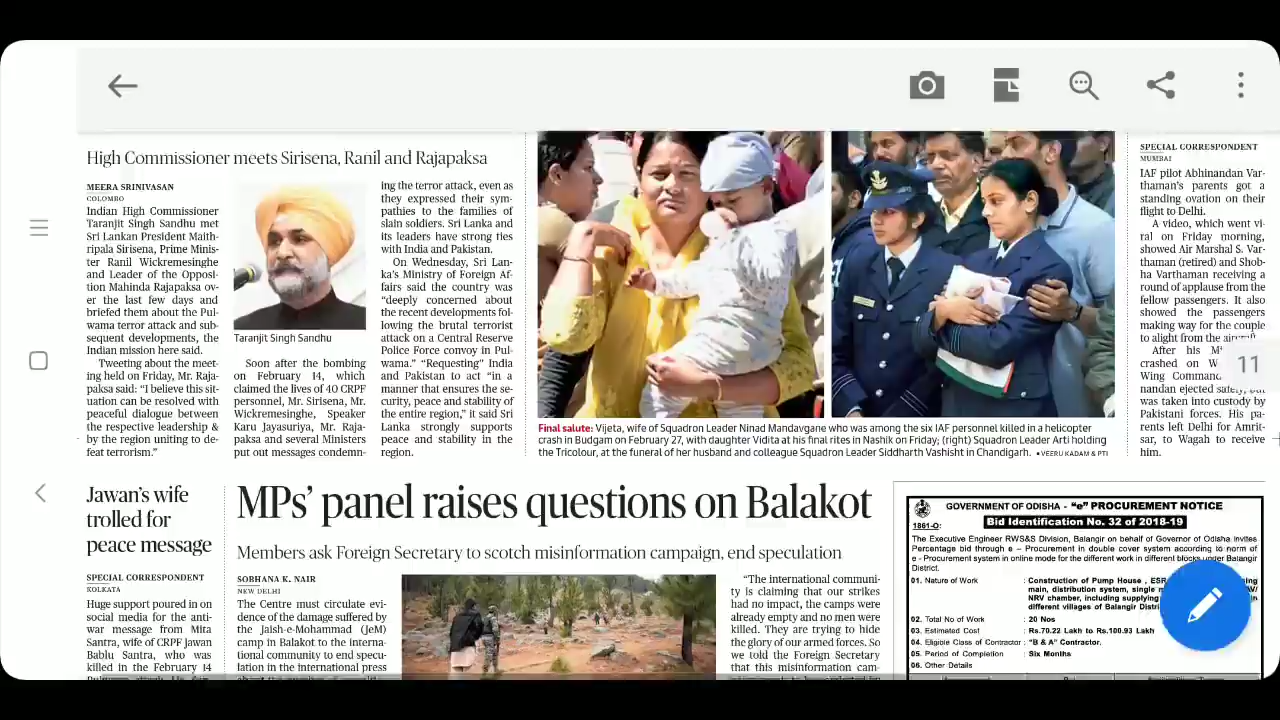 High Commissioner meets Sirisena, Ranil and Rajapaksa
MEERA SRINIVASAN
COLOMBO
Indian High Commissioner
Taranjit Singh Sandhu met
Sri Lankan President Maith-
ripala Sirisena, Prime Minis-
ter Ranil Wickremesinghe
and Leader of the Opposi-
tion Mahinda Rajapaksa ov-
er the last few days and
briefed them about the Pul-
wama terror attack and sub-
sequent developments, the
Indian mission here said.
Tweeting about the meet-
ing held on Friday, Mr. Raja-
paksa said: "I believe this sit-
uation can be resolved with
peaceful dialogue between
the respective leadership &
by the region uniting to de-
feat terrorism."
Taranjit Singh Sandhu
Soon after the bombing
on February 14, which
claimed the lives of 40 CRPF
personnel, Mr. Sirisena, Mr.
Wickremesinghe, Speaker
Karu Jayasuriya, Mr. Raja-
paksa and several Ministers
put out messages condemn-
ing the terror attack, even as
they expressed their sym-
pathies to the families of
slain soldiers. Sri Lanka and
its leaders have strong ties
with India and Pakistan.
On Wednesday, Sri Lan-
ka's Ministry of Foreign Af-
fairs said the country was
"deeply concerned about
the recent developments fol-
lowing the brutal terrorist
attack on a Central Reserve
Police Force convoy in Pul-
wama." "Requesting" India
and Pakistan to act "in a
manner that ensures the se-
curity, peace and stability of
the entire region," it said Sri
Lanka strongly supports
peace and stability in the
region.
Final salute: Vijeta, wife of Squadron Leader Ninad Mandavgane who was among the six IAF personnel killed in a helicopter
crash in Budgam on February 27, with daughter Vidita at his final rites in Nashik on Friday; (right) Squadron Leader Arti holding
the Tricolour, at the funeral of her husband and colleague Squadron Leader Siddharth Vashisht in Chandigarh. • VEERU KADAM & PTI
SPECIAL CORRESPONDENT
MUMBAI
IAF pilot Abhinandan Var-
thaman's parents got a
standing ovation on their
flight to Delhi.
A video, which went vi-
ral on Friday morning,
showed Air Marshal S. Var-
thaman (retired) and Shob-
ha Varthaman receiving a
round of applause from the
fellow passengers. It also
showed the passengers
making way for the couple
to alight from the
After his
crashed on
Wing
nandan ejected
was taken into custody by
Pakistani forces. His pa-
rents left Delhi for Amrit-
sar, to Wagah to receive
him.
11
Jawan's wife
trolled for
peace message
SPECIAL CORRESPONDENT
KOLKATA
Huge support poured in on
social media for the anti-
war message from Mita
Santra, wife of CRPF jawan
Bablu Santra, who was
killed in the February 14
MPs' panel raises questions on Balakot
Members ask Foreign Secretary to scotch misinformation campaign, end speculation
SOBHANA K. NAIR
NEW DELHI
The Centre must circulate evi-
dence of the damage suffered by
the Jaish-e-Mohammad (JeM)
camp in Balakot to the interna-
tional community to end specu-
lation in the international press
"The international communi-
ty is claiming that our strikes
had no impact, the camps were
already empty and no men were
killed. They are trying to hide
the glory of our armed forces. So
we told the Foreign Secretary
that this misinformation cam-
GOVERNMENT OF ODISHA - "e" PROCUREMENT NOTICE
1861-O:
Bid Identification No. 32 of 2018-19
The Executive Engineer RWS&S Division, Balangir on behalf of Governor of Odisha invites
Percentage bid through e – Procurement in double cover system according to norm of
e - Procurement system in online mode for the different work in different blocks under Balangir
District.
01. Nature of Work : Construction of Pump House , ESR
main, distribution system, single
NRV chamber, including supplying
different villages of Balangir
02. Total No of Work : 20 Nos
03. Estimated Cost : Rs.70.22 Lakh to Rs.100.93 Lakh
04. Eligible Class of Contractor : "B & A" Contractor.
05. Period of Completion : Six Months
06. Other Details